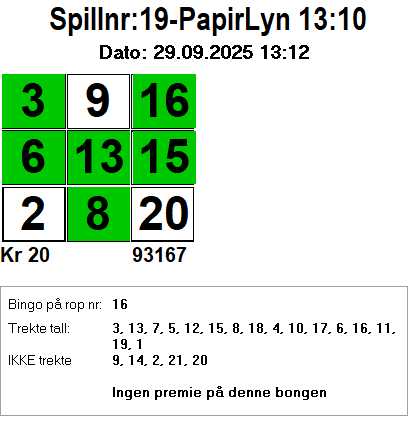 Spillnr:19-PapirLyn 13:10
Dato: 29.09.2025 13:12
3 9 16
6 13 15
2 8 20
Kr 20 93167
Bingo på rop nr: 16
Trekte tall: 3, 13, 7, 5, 12, 15, 8, 18, 4, 10, 17, 6, 16, 11,
19, 1
IKKE trekte 9, 14, 2, 21, 20
Ingen premie på denne bongen